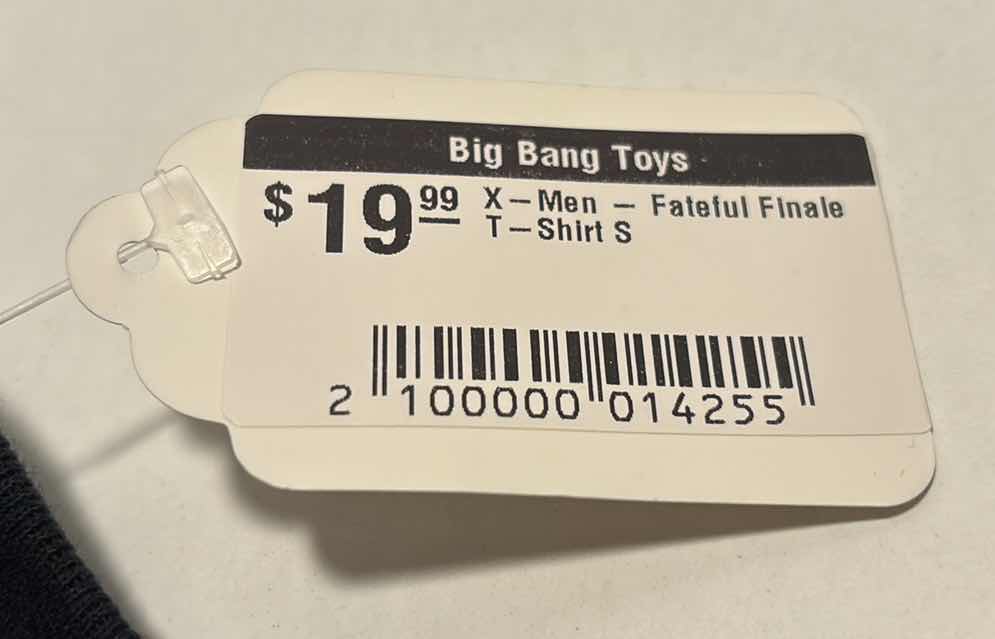 Big Bang Toys
$19 99 X-Men - Fateful Finale
T-Shirt S
2 100000 014255